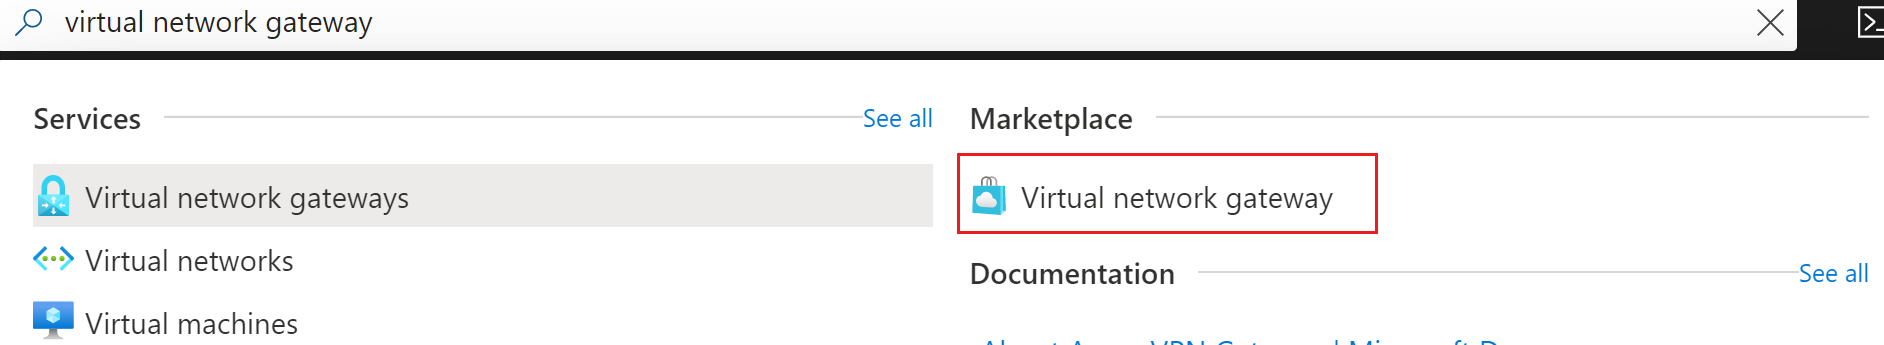 virtual network gateway
Services
See all
Virtual network gateways
Virtual networks
Virtual machines
Marketplace
Virtual network gateway
Documentation
See all